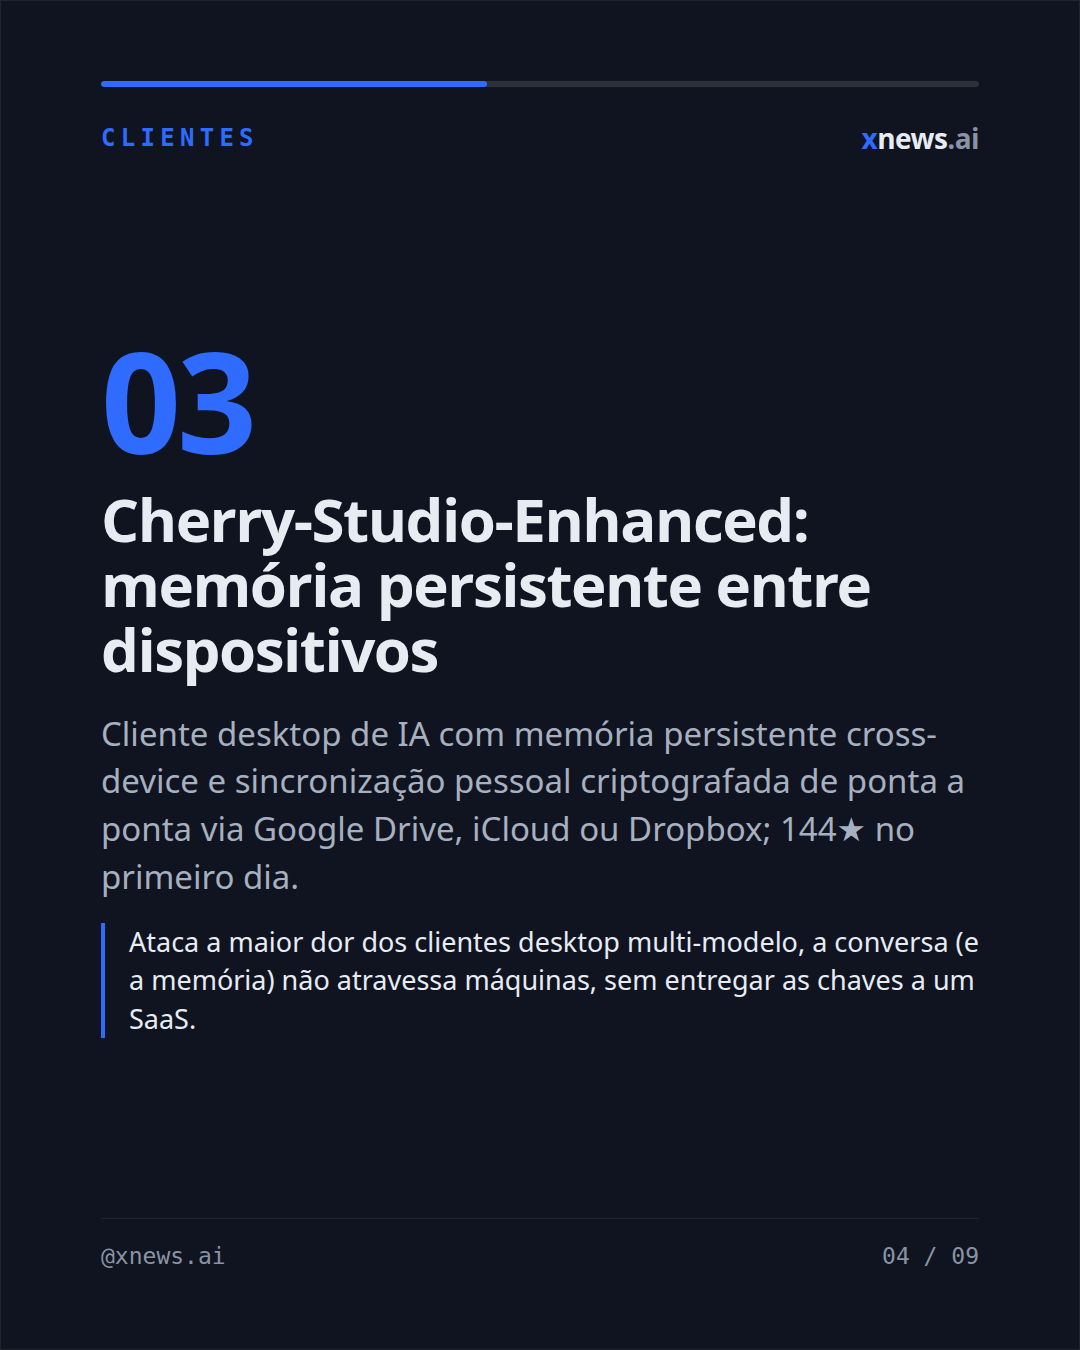 CLIENTES
xnews.ai
03
Cherry-Studio-Enhanced:
memória persistente entre
dispositivos
Cliente desktop de IA com memória persistente cross-
device e sincronização pessoal criptografada de ponta a
ponta via Google Drive, iCloud ou Dropbox; 144★ no
primeiro dia.
Ataca a maior dor dos clientes desktop multi-modelo, a conversa (e
a memória) não atravessa máquinas, sem entregar as chaves a um
SaaS.
@xnews.ai
04 / 09